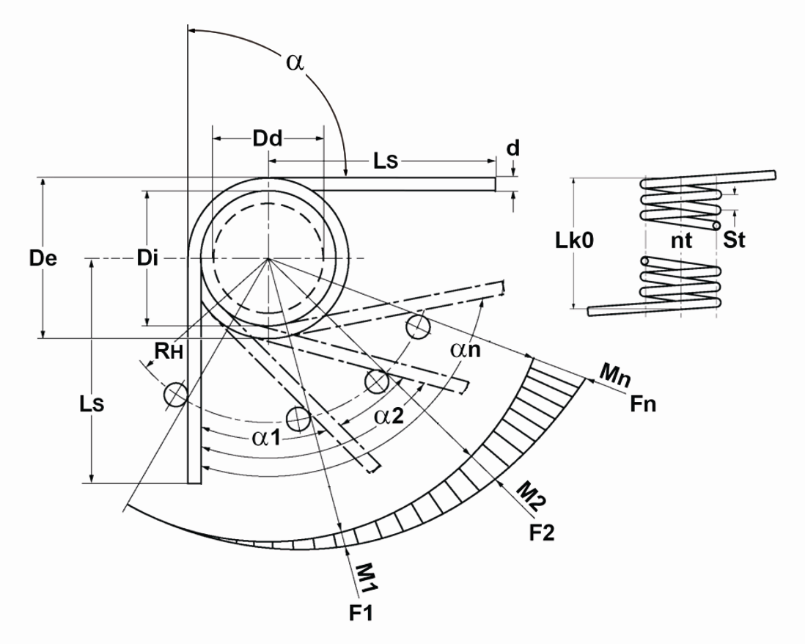 α
Dd
Ls
d
De
Di
Lk0
nt
St
RH
αn
Ls
α1
α2
Mn
Fn
M2
F2
M1
F1